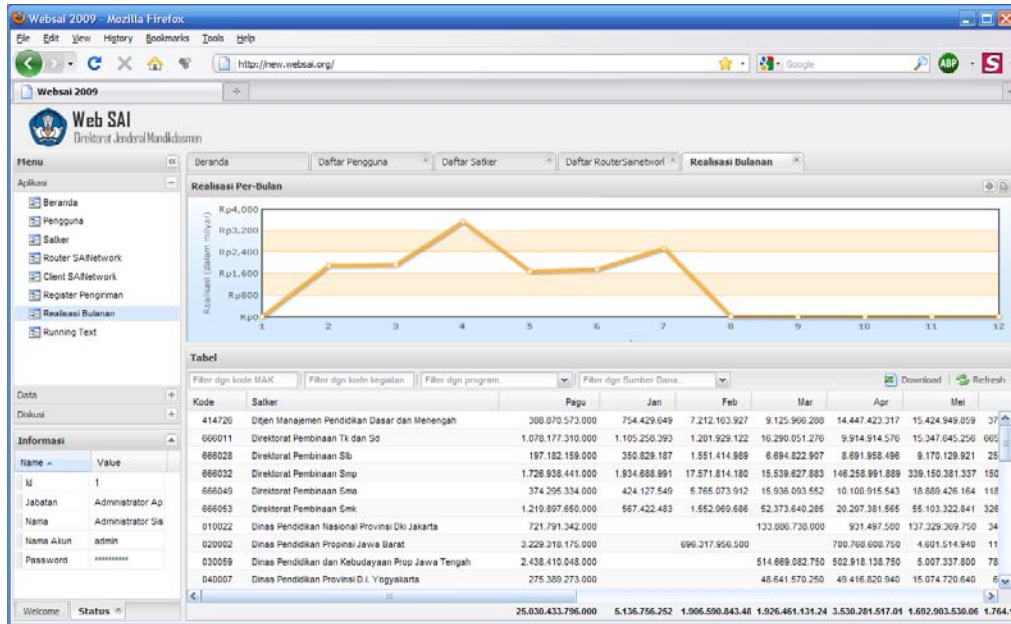 Websai 2009 - Mozilla Firefox
File Edit View History Bookmarks Tools Help
http://new.websai.org/
Google
ABP
S
Websai 2009
Web SAI
Direktorat Jenderal Mandikdasmen
Menu
Beranda Daftar Pengguna Daftar Satker Daftar RouterSainetworl Realisasi Bulanan
Aplikasi
Beranda
Pengguna
Satker
Router SAINetwork
Client SAINetwork
Register Pengiriman
Realisasi Bulanan
Running Text
Data
Diskusi
Informasi
Name Value
Id 1
Jabatan Administrator Ap
Nama Administrator Sis
Nama Akun admin
Password **********
Welcome Status
Realisasi Per-Bulan
Realisasi (dalam milyar)
Rp4,000
Rp3,200
Rp2,400
Rp1,600
Rp800
Rp0
1 2 3 4 5 6 7 8 9 10 11 12
Tabel
Filter dgn kode MAK... Filter dgn kode kegiatan Filter dgn program... Filter dgn Sumber Dana... Download Refresh
Kode Satker Pagu Jan Feb Mar Apr Mei
414726 Ditjen Manajemen Pendidikan Dasar dan Menengah 388.870.573.000 754.429.649 7.212.163.927 9.125.966.288 14.447.423.317 15.424.949.859 37
666011 Direktorat Pembinaan Tk dan Sd 1.078.177.310.000 1.105.258.393 1.281.929.122 16.290.051.276 9.914.914.576 15.347.645.256 665
666028 Direktorat Pembinaan Slb 197.182.159.000 350.829.187 1.551.414.989 6.694.822.907 8.691.958.496 9.170.129.921 25
666032 Direktorat Pembinaan Smp 1.726.938.441.000 1.934.688.991 17.571.814.180 15.539.627.883 146.258.991.889 339.150.381.337 150
666049 Direktorat Pembinaan Sma 374.295.334.000 424.127.549 5.765.073.912 15.936.093.552 10.100.915.543 18.889.426.164 118
666053 Direktorat Pembinaan Smk 1.219.897.650.000 567.422.483 1.552.969.686 52.373.640.285 20.297.381.565 55.103.322.841 326
010022 Dinas Pendidikan Nasional Provinsi Dki Jakarta 721.791.342.000 133.886.738.000 931.497.500 137.329.369.750 34
020002 Dinas Pendidikan Propinsi Jawa Barat 3.229.318.175.000 696.317.956.500 700.768.608.750 4.601.514.940 11
030059 Dinas Pendidikan dan Kebudayaan Prop Jawa Tengah 2.438.410.048.000 514.669.082.750 502.918.138.750 5.007.337.800 78
040007 Dinas Pendidikan Provinsi D.I. Yogyakarta 275.389.273.000 48.641.570.250 49.416.820.940 15.074.720.640 6
25.030.433.796.000 5.136.756.252 1.906.590.843.48 1.926.461.131.24 3.530.281.517.01 1.692.903.530.06 1.764.